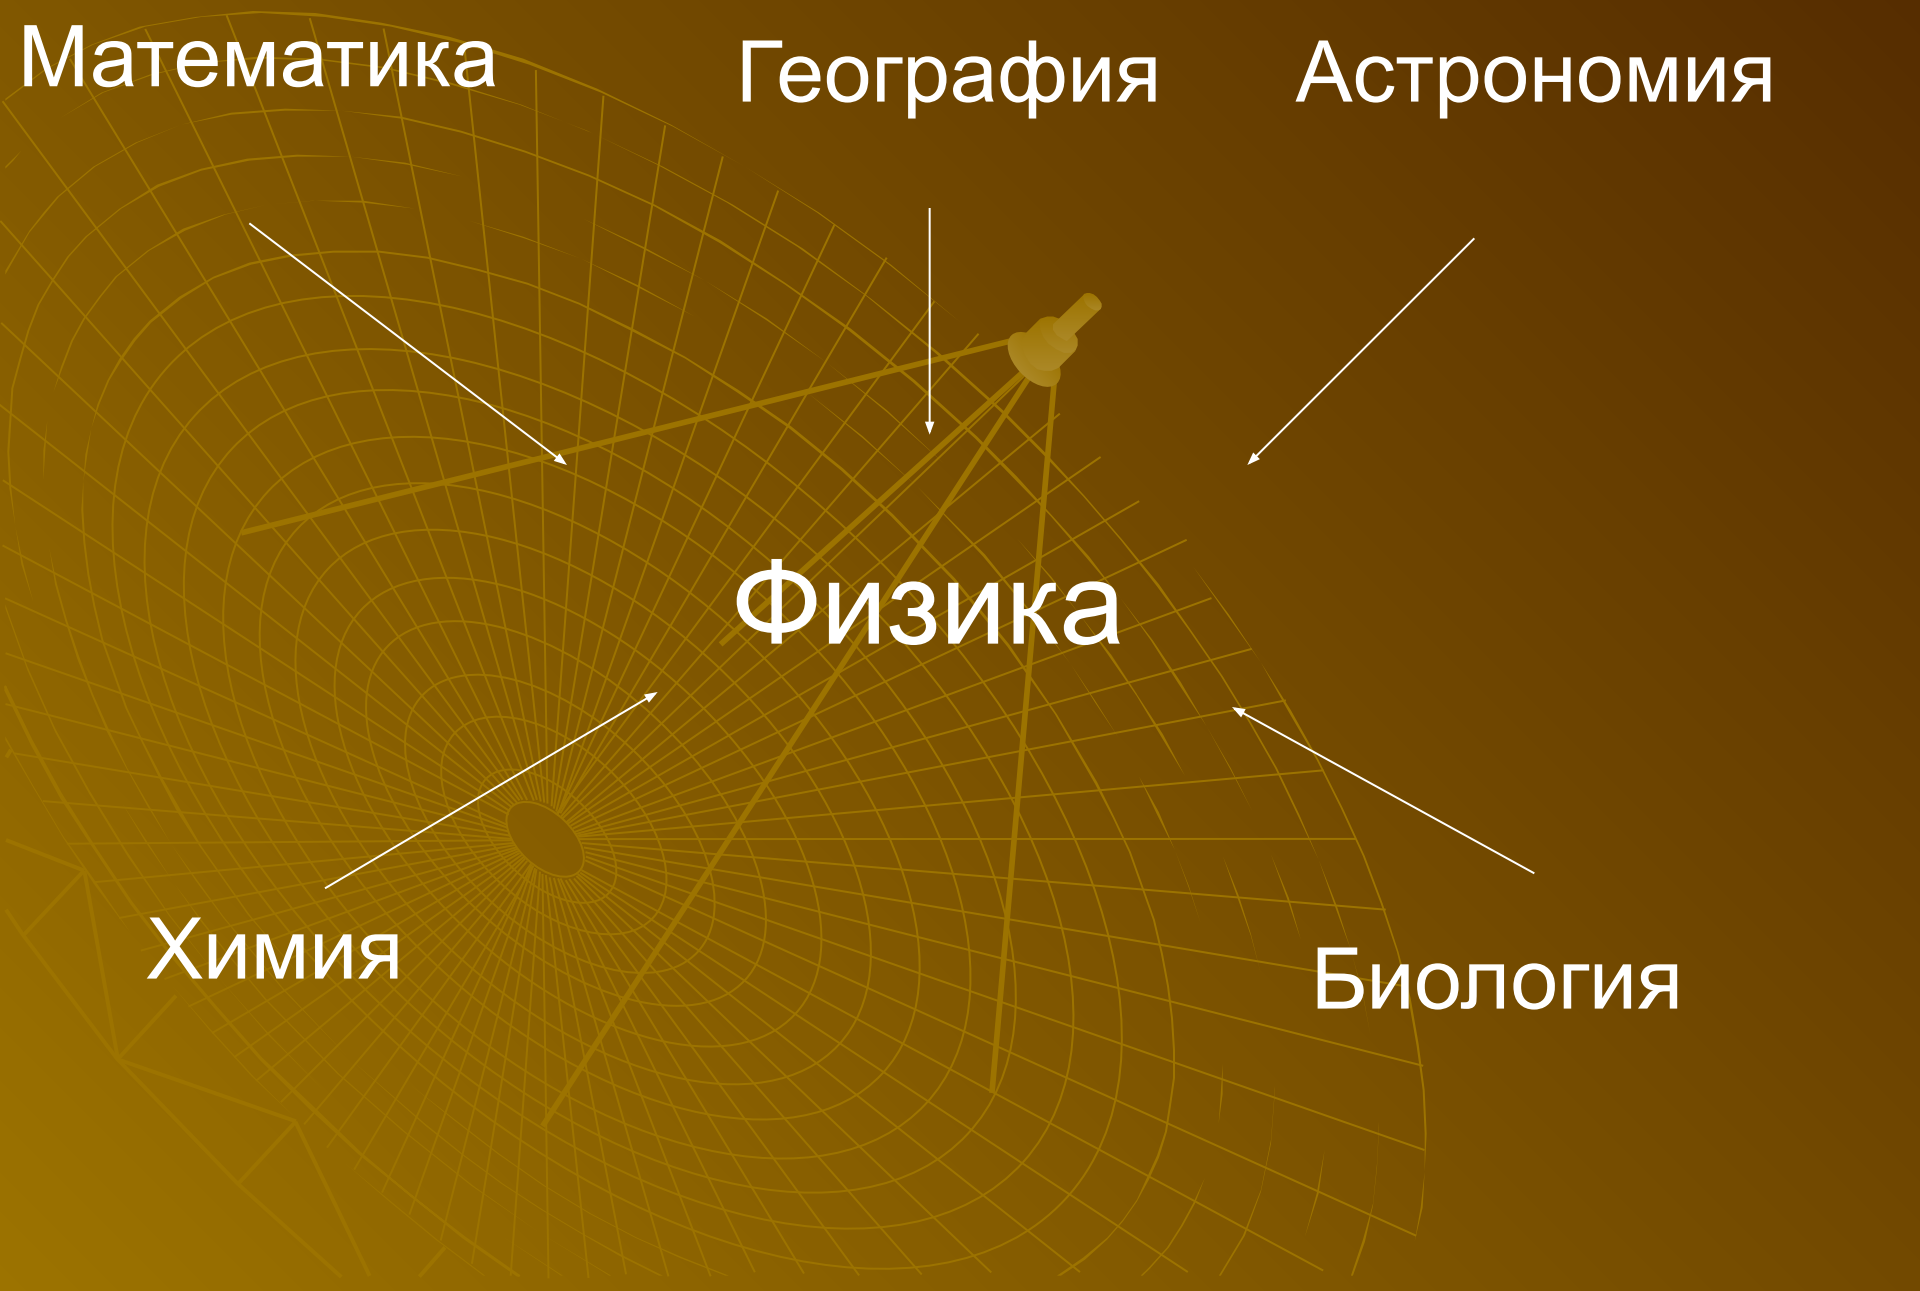 Математика
География
Астрономия
Физика
Химия
Биология